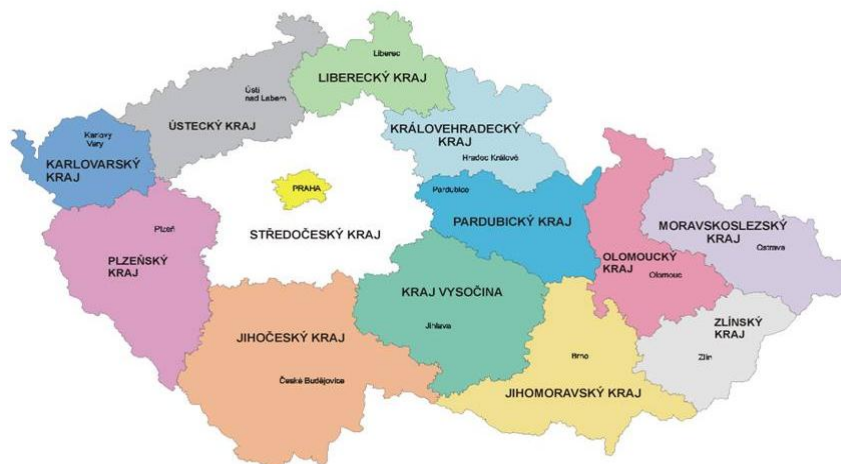 Liberec
LIBERECKÝ KRAJ
Ústí
nad Labem
ÚSTECKÝ KRAJ
KRÁLOVEHRADECKÝ
KRAJ
Hradec Králové
Karlovy
Vary
KARLOVARSKÝ
KRAJ
PRAHA
Pardubice
PARDUBICKÝ KRAJ
MORAVSKOSLEZSKÝ
KRAJ
Ostrava
Plzeň
PLZEŇSKÝ
KRAJ
STŘEDOČESKÝ KRAJ
OLOMOUCKÝ
KRAJ
Olomouc
KRAJ VYSOČINA
Jihlava
JIHOČESKÝ KRAJ
České Budějovice
ZLÍNSKÝ
KRAJ
Zlín
Brno
JIHOMORAVSKÝ KRAJ